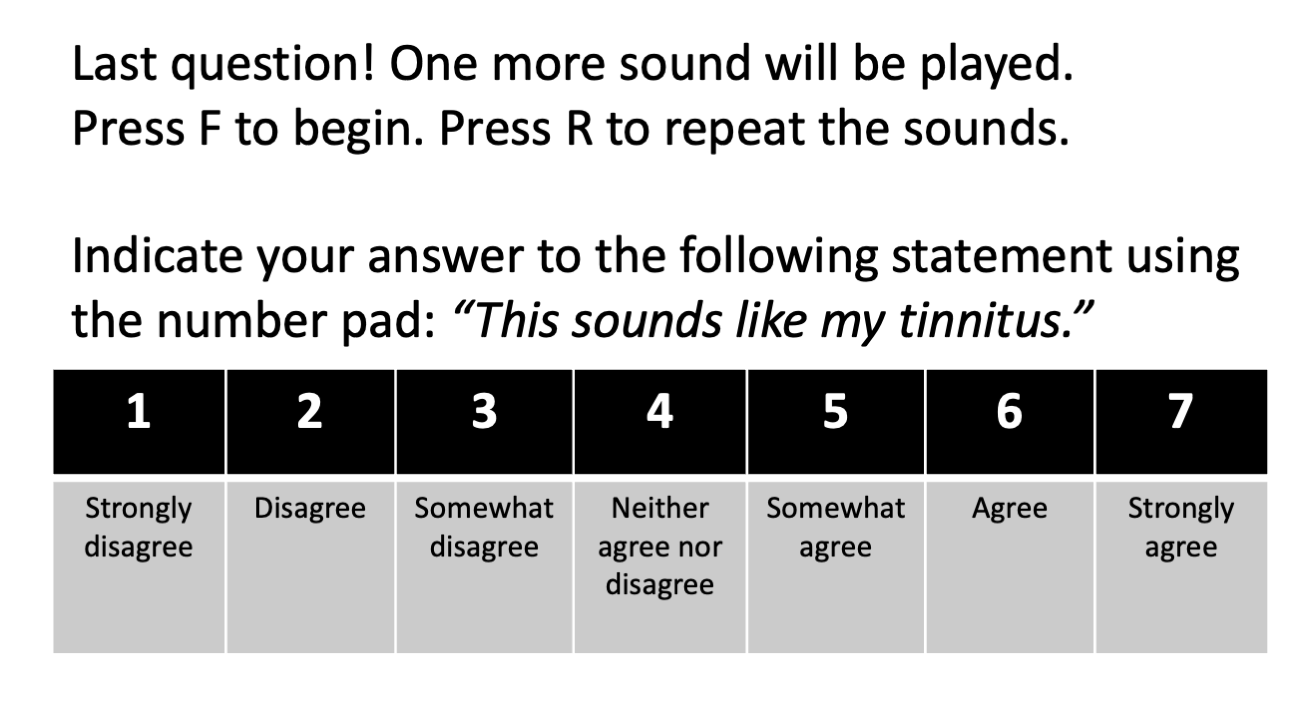 Last question! One more sound will be played.
Press F to begin. Press R to repeat the sounds.
Indicate your answer to the following statement using
the number pad: “This sounds like my tinnitus.”
1 2 3 4 5 6 7
Strongly disagree
Disagree
Somewhat disagree
Neither agree nor disagree
Somewhat agree
Agree
Strongly agree